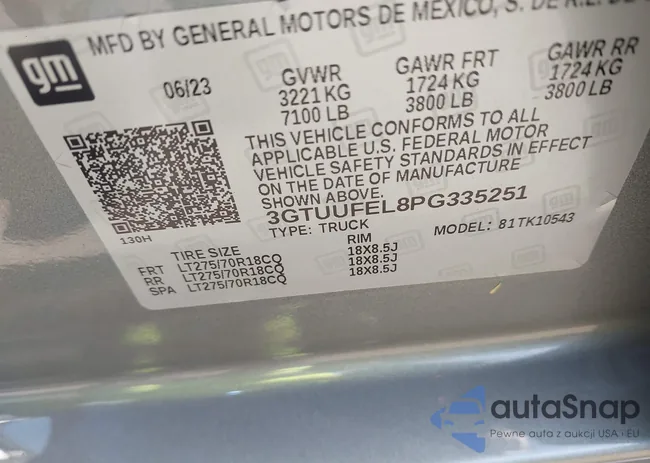 MFD BY GENERAL MOTORS DE MEXICO, S. DE R.L. DE
gm
06/23 GVWR GAWR FRT GAWR RR
3221 KG 1724 KG 1724 KG
7100 LB 3800 LB 3800 LB
THIS VEHICLE CONFORMS TO ALL
APPLICABLE U.S. FEDERAL MOTOR
VEHICLE SAFETY STANDARDS IN EFFECT
ON THE DATE OF MANUFACTURE
SHOWN ABOVE.
3GTUUFEL8PG335251
130H TYPE: TRUCK MODEL: 81TK10543
TIRE SIZE RIM
FRT LT275/70R18CQ 18X8.5J
RR LT275/70R18CQ 18X8.5J
SPA LT275/70R18CQ 18X8.5J
autaSnap
Pewne auta z aukcji USA - EU